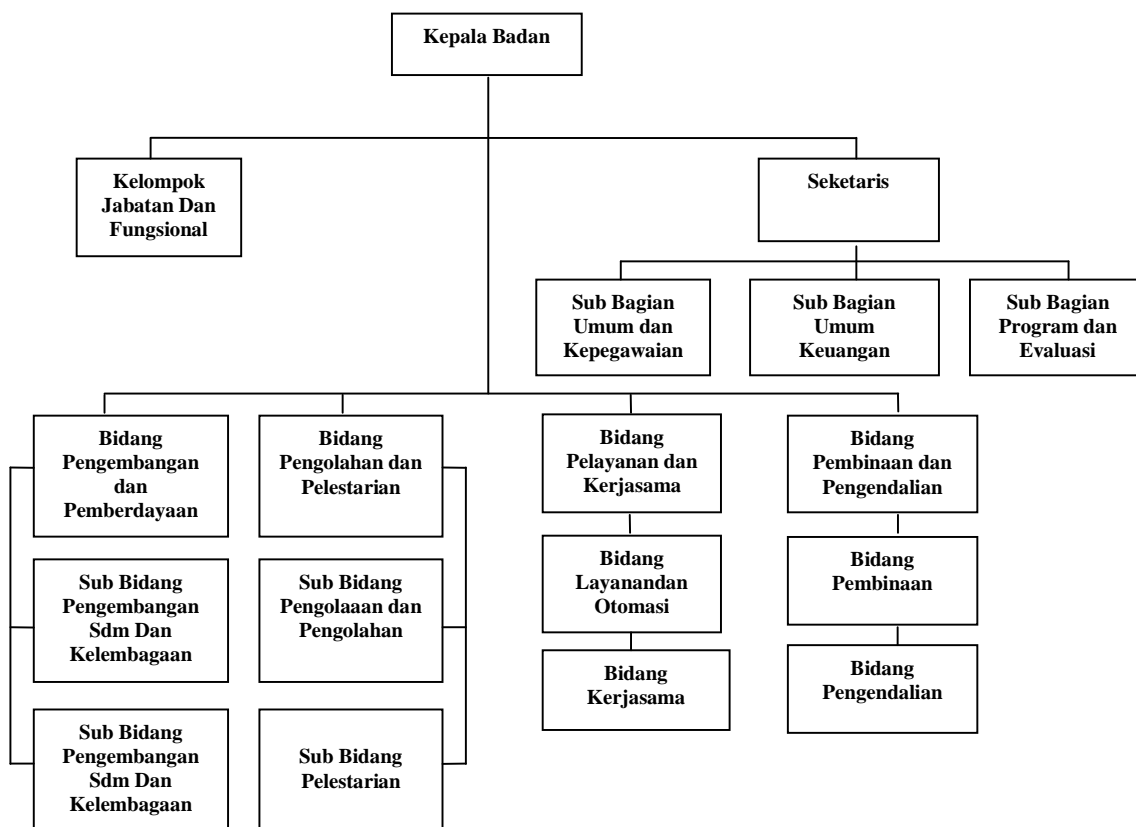 Kepala Badan
Kelompok
Jabatan Dan
Fungsional
Seketaris
Sub Bagian
Umum dan
Kepegawaian
Sub Bagian
Umum
Keuangan
Sub Bagian
Program dan
Evaluasi
Bidang
Pengembangan
dan
Pemberdayaan
Bidang
Pengolahan dan
Pelestarian
Bidang
Pelayanan dan
Kerjasama
Bidang
Pembinaan dan
Pengendalian
Sub Bidang
Pengembangan
Sdm Dan
Kelembagaan
Sub Bidang
Pengolaaan dan
Pengolahan
Bidang
Layanandan
Otomasi
Bidang
Pembinaan
Bidang
Kerjasama
Bidang
Pengendalian
Sub Bidang
Pengembangan
Sdm Dan
Kelembagaan
Sub Bidang
Pelestarian